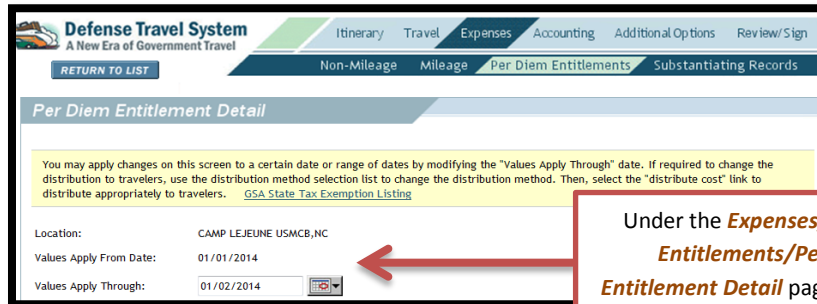 Defense Travel System
A New Era of Government Travel
Itinerary Travel Expenses Accounting Additional Options Review/Sign
RETURN TO LIST
Non-Mileage Mileage Per Diem Entitlements Substantiating Records
Per Diem Entitlement Detail
You may apply changes on this screen to a certain date or range of dates by modifying the "Values Apply Through" date. If required to change the
distribution to travelers, use the distribution method selection list to change the distribution method. Then, select the "distribute cost" link to
distribute appropriately to travelers. GSA State Tax Exemption Listing
Location: CAMP LEJEUNE USMCB,NC
Values Apply From Date: 01/01/2014
Values Apply Through: 01/02/2014
Under the Expenses
Entitlements/Pe
Entitlement Detail pag